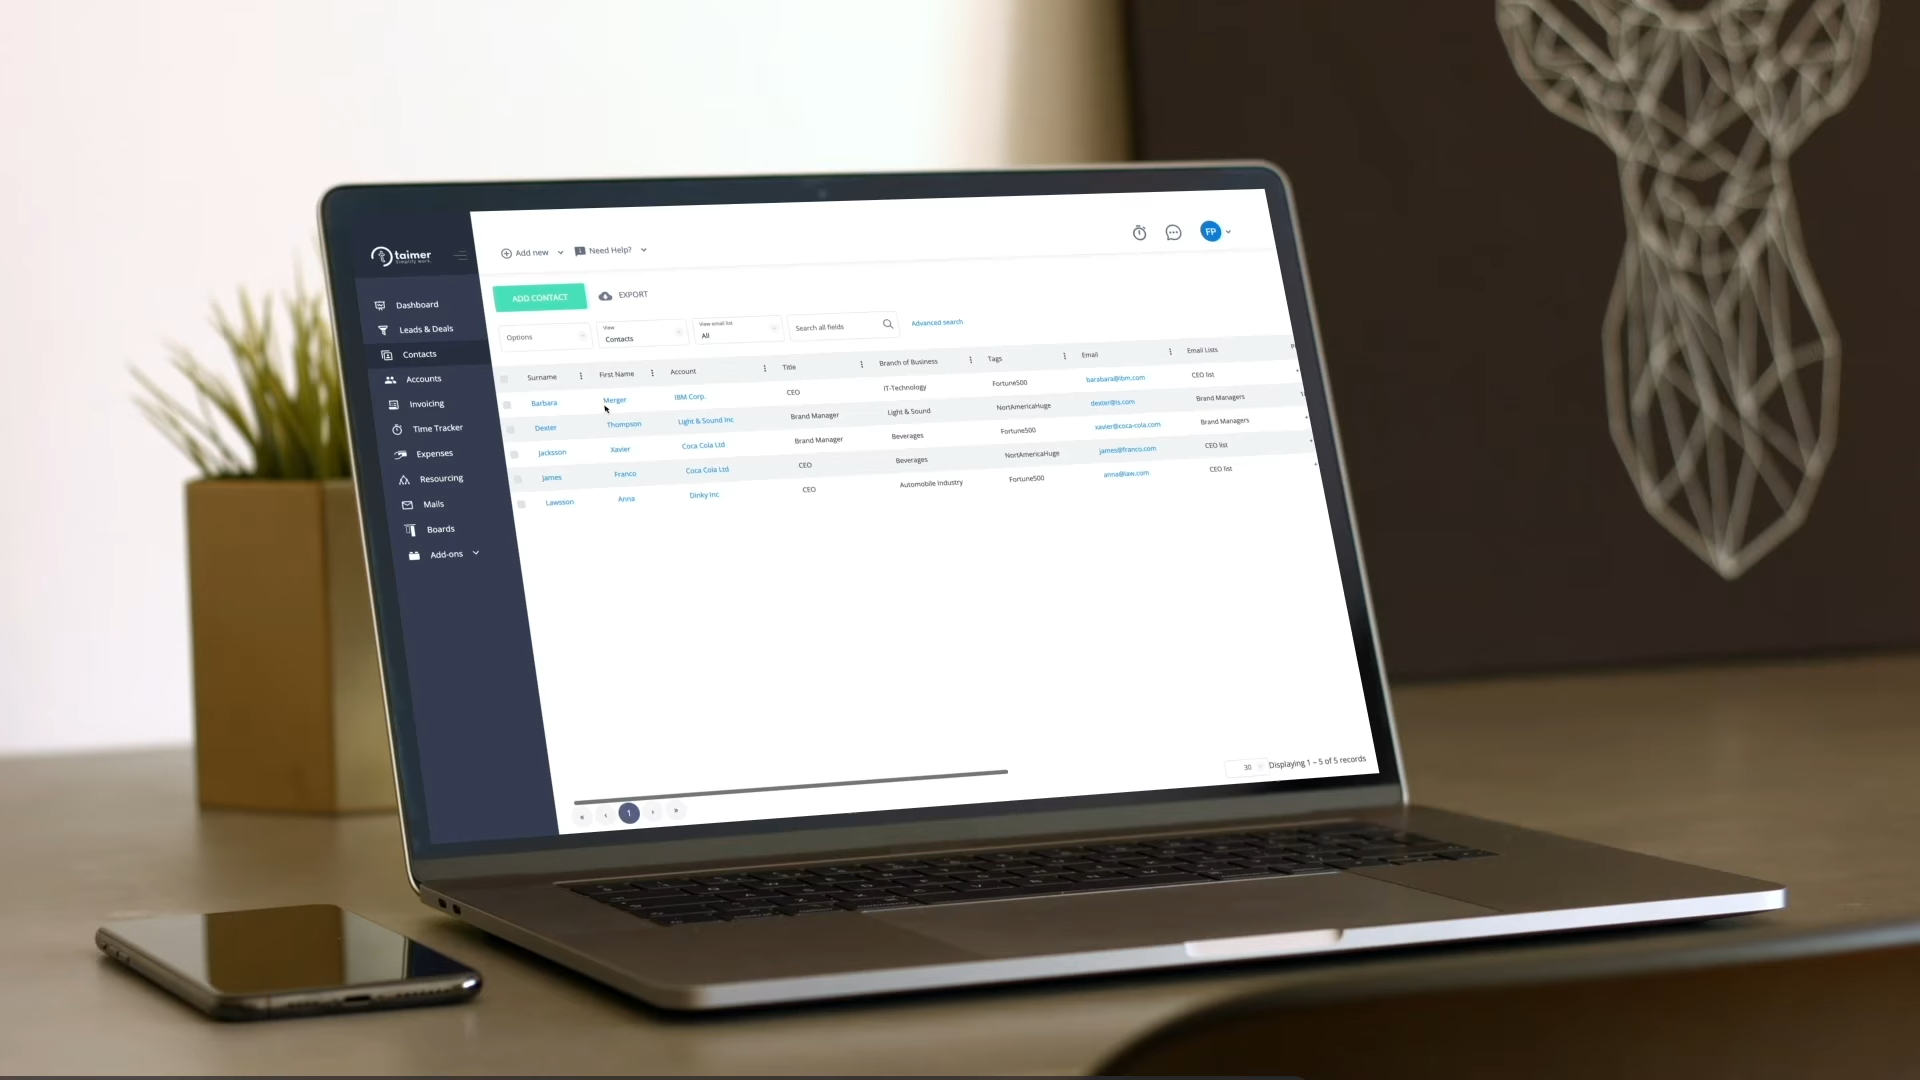 taimer
Simplify work.
Add new
Need Help?
FP
ADD CONTACT
EXPORT
Options
View
Contacts
View email list
All
Search all fields
Advanced search
Dashboard
Leads & Deals
Contacts
Accounts
Invoicing
Time Tracker
Expenses
Resourcing
Mails
Boards
Add-ons
Surname First Name Account Title Branch of Business Tags Email Email Lists
Barbara Merger IBM Corp. CEO IT-Technology Fortune500 barabara@ibm.com CEO list
Dexter Thompson Light & Sound Inc Brand Manager Light & Sound NortAmericaHuge dexter@ls.com Brand Managers
Jacksson Xavier Coca Cola Ltd Brand Manager Beverages Fortune500 xavier@coca-cola.com Brand Managers
James Franco Coca Cola Ltd CEO Beverages NortAmericaHuge james@franco.com CEO list
Lawsson Anna Dinky Inc CEO Automobile Industry Fortune500 anna@law.com CEO list
« ‹ 1 › »
30 Displaying 1 – 5 of 5 records